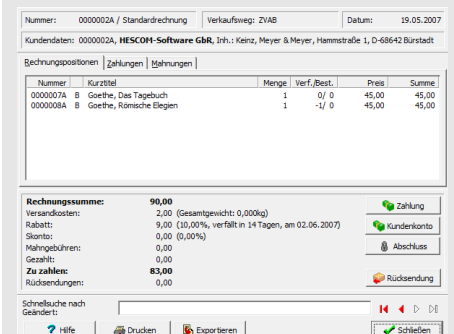 Nummer: 0000002A / Standardrechnung Verkaufsweg: ZVAB Datum: 19.05.2007
Kundendaten: 0000002A, HESCOM-Software GbR, Inh.: Keinz, Meyer & Meyer, Hammstraße 1, D-68642 Bürstadt
Rechnungspositionen Zahlungen Mahnungen
Nummer Kurztitel Menge Verf./Best. Preis Summe
0000007A B Goethe, Das Tagebuch 1 0/ 0 45,00 45,00
0000008A B Goethe, Römische Elegien 1 -1/ 0 45,00 45,00
Rechnungssumme: 90,00
Versandkosten: 2,00 (Gesamtgewicht: 0,000kg)
Rabatt: 9,00 (10,00%, verfällt in 14 Tagen, am 02.06.2007)
Skonto: 0,00 (0,00%)
Mahngebühren: 0,00
Gezahlt: 0,00
Zu zahlen: 83,00
Rücksendungen: 0,00
Zahlung
Kundenkonto
Abschluss
Rücksendung
Schnellsuche nach
Geändert:
Hilfe Drucken Exportieren Schließen